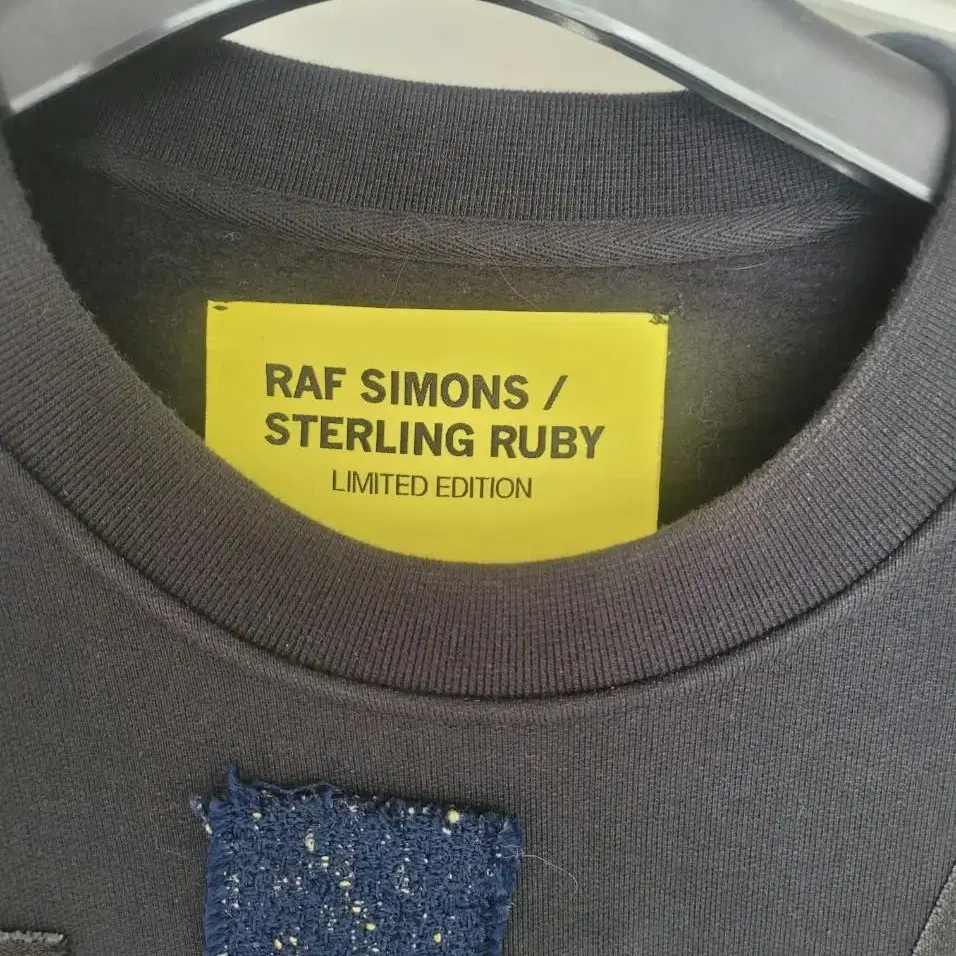 RAF SIMONS /
STERLING RUBY
LIMITED EDITION